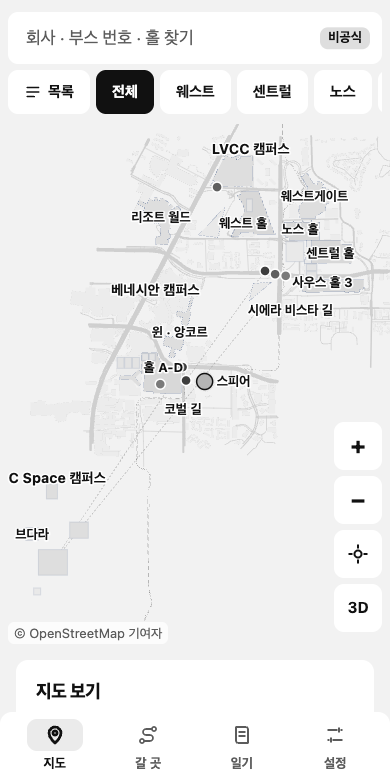 회사 · 부스 번호 · 홀 찾기
비공식
목록
전체
웨스트
센트럴
노스
LVCC 캠퍼스
웨스트게이트
리조트 월드
웨스트 홀
노스 홀
센트럴 홀
사우스 홀 3
베네시안 캠퍼스
시에라 비스타 길
윈 · 앙코르
홀 A-D
스피어
코벌 길
C Space 캠퍼스
브다라
+
−
3D
© OpenStreetMap 기여자
지도 보기
지도
갈 곳
일기
설정